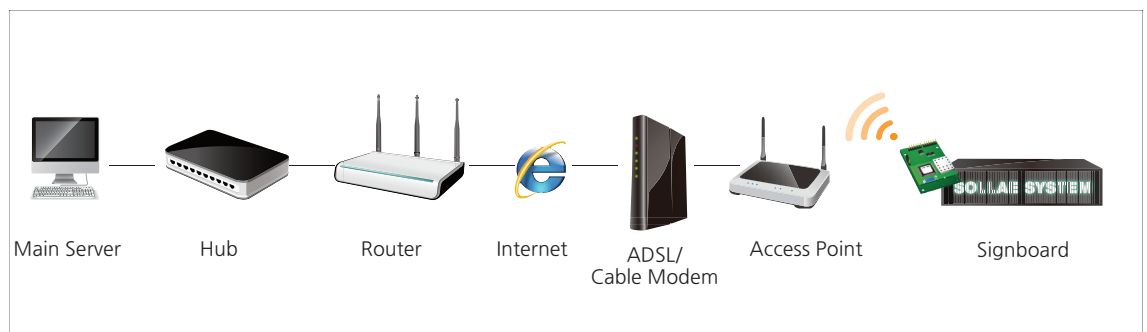 SOLLAE SYSTEM
Main Server
Hub
Router
Internet
ADSL/
Cable Modem
Access Point
Signboard